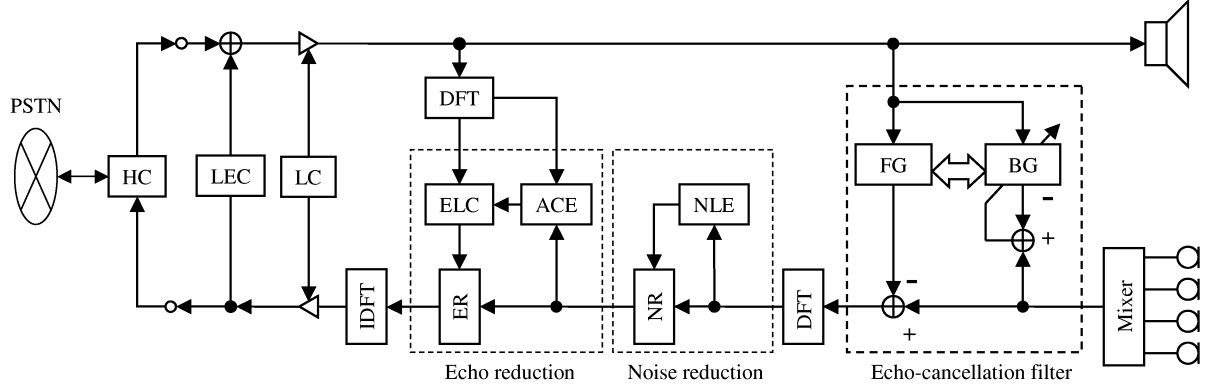 PSTN
HC
LEC
LC
DFT
ELC
ACE
IDFT
ER
Echo reduction
NLE
NR
Noise reduction
DFT
FG
BG
-
+
-
+
Echo-cancellation filter
Mixer